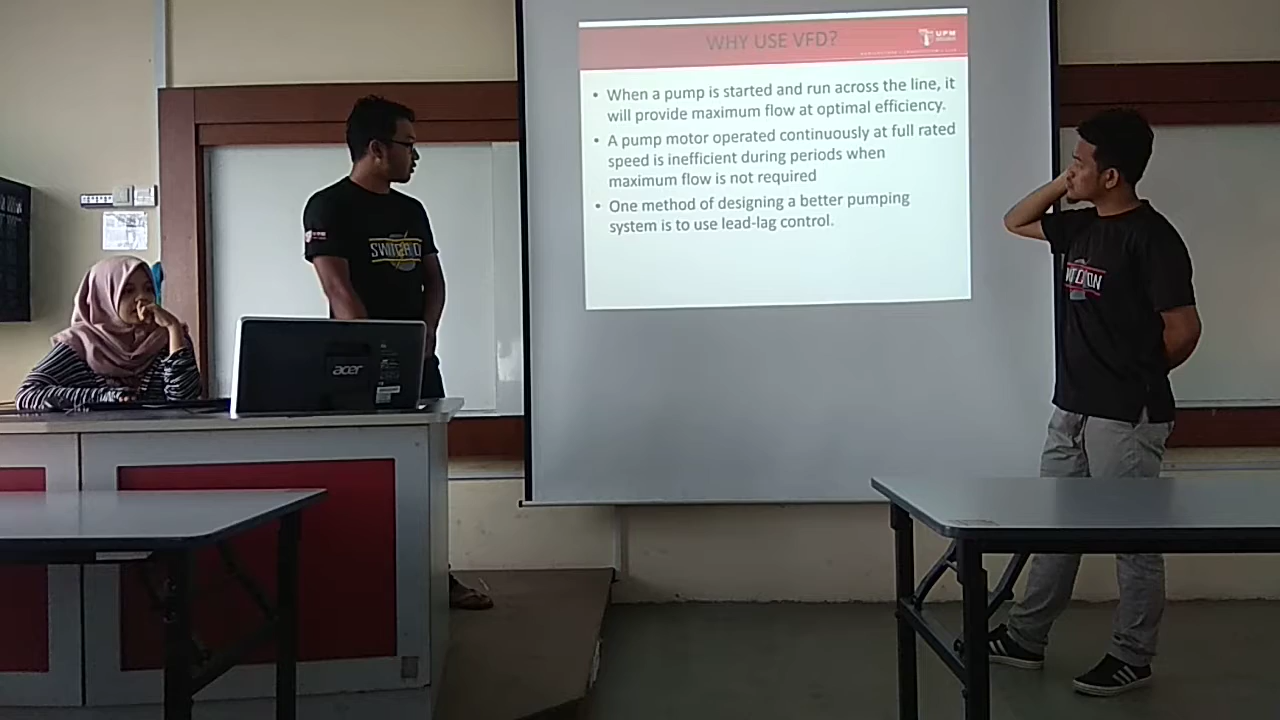 WHY USE VFD?
UPM
• When a pump is started and run across the line, it
will provide maximum flow at optimal efficiency.
• A pump motor operated continuously at full rated
speed is inefficient during periods when
maximum flow is not required
• One method of designing a better pumping
system is to use lead-lag control.
SWITCH ON
acer